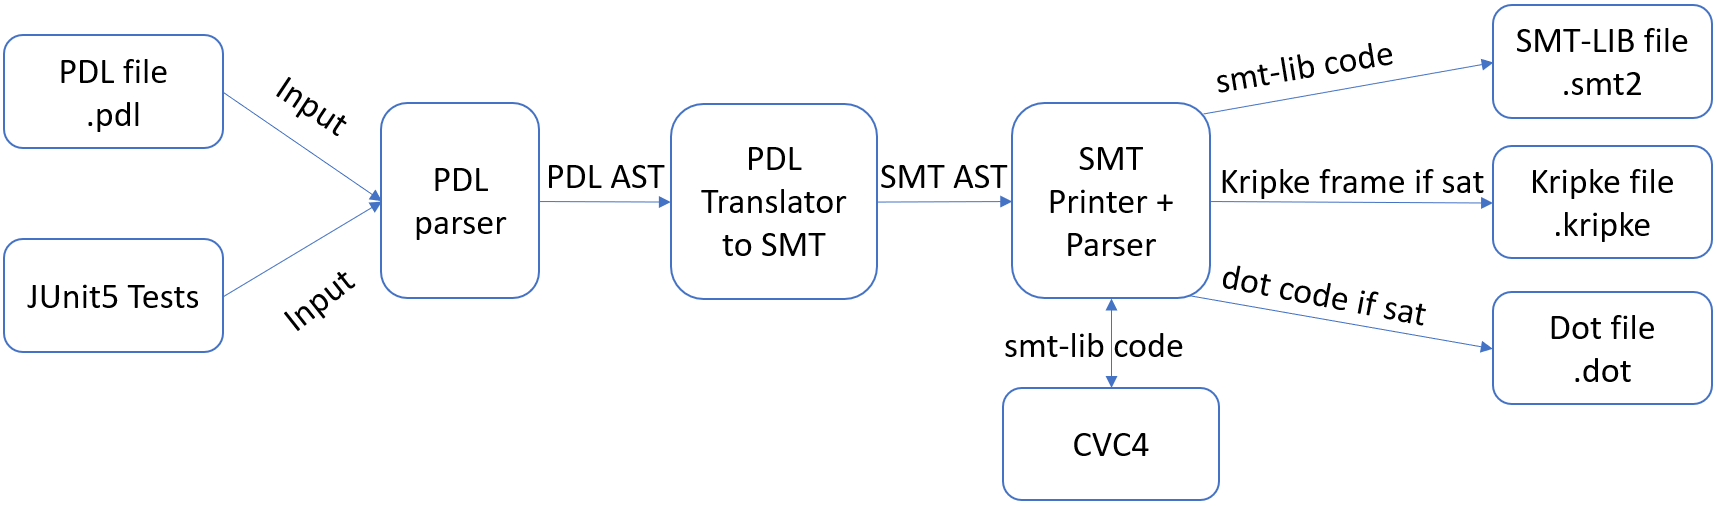 PDL file
.pdl
JUnit5 Tests
Input
Input
PDL
parser
PDL AST
PDL
Translator
to SMT
SMT AST
SMT
Printer +
Parser
smt-lib code
CVC4
smt-lib code
SMT-LIB file
.smt2
Kripke frame if sat
Kripke file
.kripke
dot code if sat
Dot file
.dot